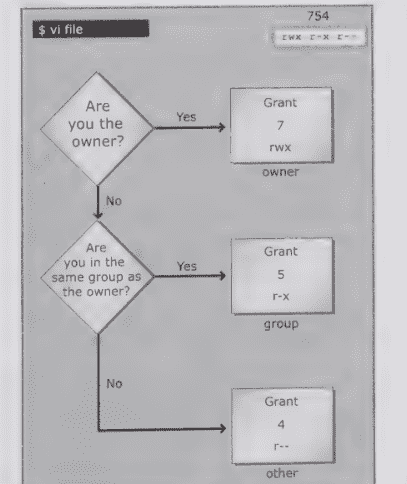 754
$ vi file
rwx r-x r--
Are
you the
owner?
Yes
Grant
7
rwx
owner
No
Are
you in the
same group as
the owner?
Yes
Grant
5
r-x
group
No
Grant
4
r--
other